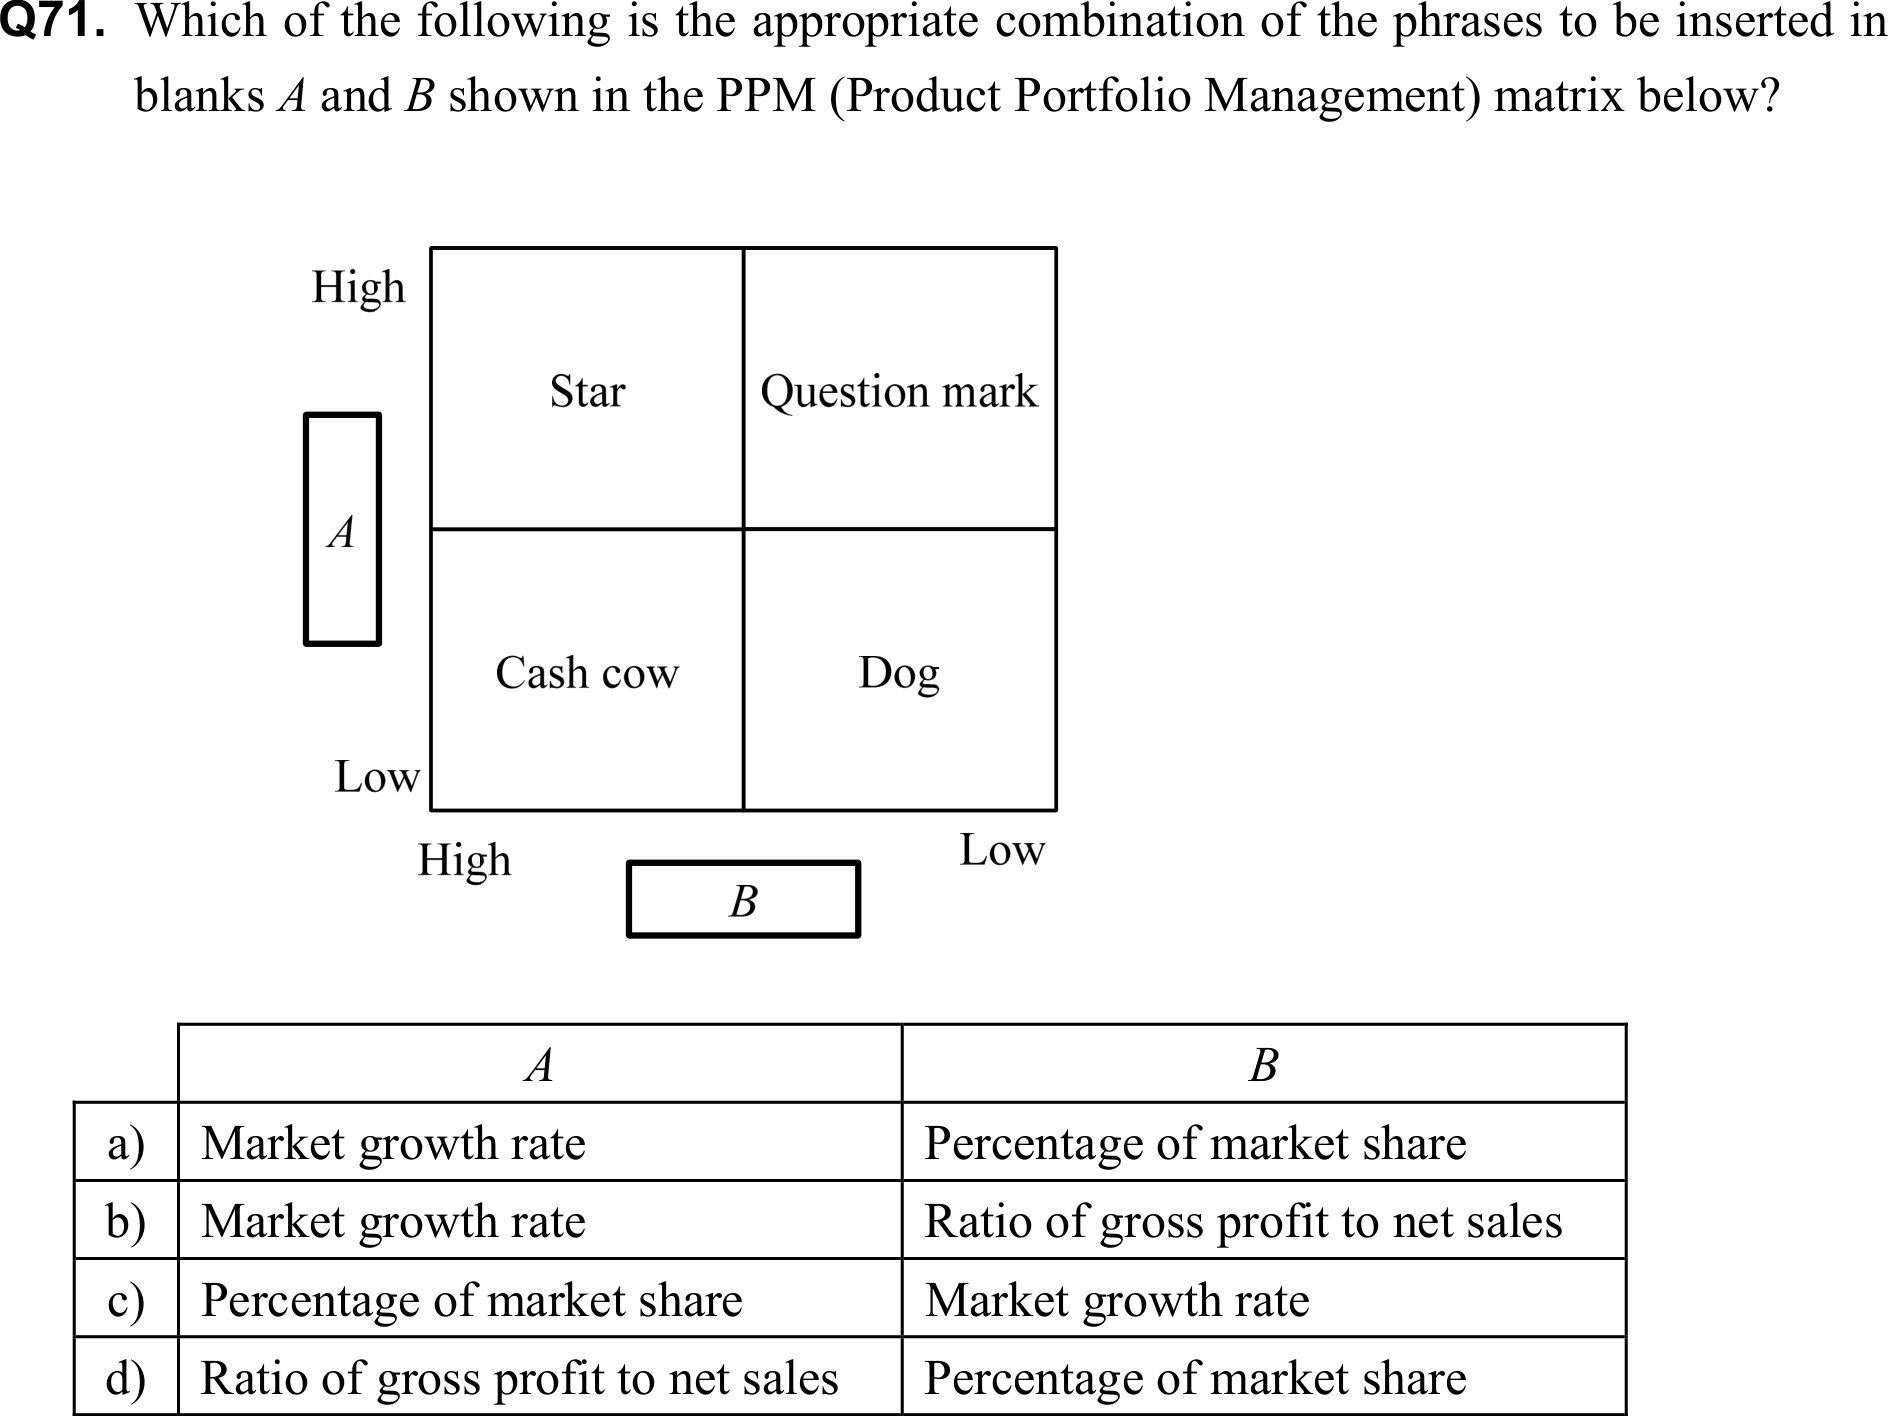 Q71. Which of the following is the appropriate combination of the phrases to be inserted in
blanks A and B shown in the PPM (Product Portfolio Management) matrix below?
High
Star
Question mark
A
Cash cow
Dog
Low
High
Low
B
A B
a) Market growth rate Percentage of market share
b) Market growth rate Ratio of gross profit to net sales
c) Percentage of market share Market growth rate
d) Ratio of gross profit to net sales Percentage of market share